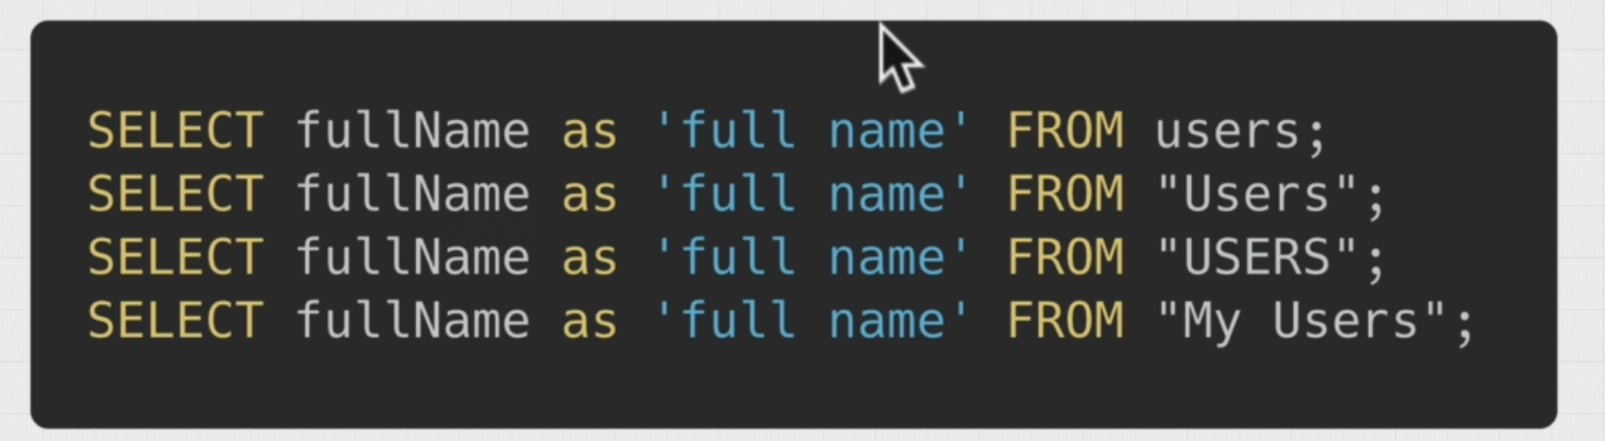 SELECT fullName as 'full name' FROM users;
SELECT fullName as 'full name' FROM "Users";
SELECT fullName as 'full name' FROM "USERS";
SELECT fullName as 'full name' FROM "My Users";